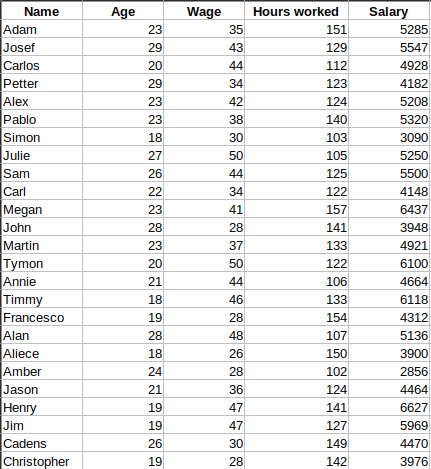 Name Age Wage Hours worked Salary
Adam 23 35 151 5285
Josef 29 43 129 5547
Carlos 20 44 112 4928
Petter 29 34 123 4182
Alex 23 42 124 5208
Pablo 23 38 140 5320
Simon 18 30 103 3090
Julie 27 50 105 5250
Sam 26 44 125 5500
Carl 22 34 122 4148
Megan 23 41 157 6437
John 28 28 141 3948
Martin 23 37 133 4921
Tymon 20 50 122 6100
Annie 21 44 106 4664
Timmy 18 46 133 6118
Francesco 19 28 154 4312
Alan 28 48 107 5136
Aliece 18 26 150 3900
Amber 24 28 102 2856
Jason 21 36 124 4464
Henry 19 47 141 6627
Jim 19 47 127 5969
Cadens 26 30 149 4470
Christopher 19 28 142 3976